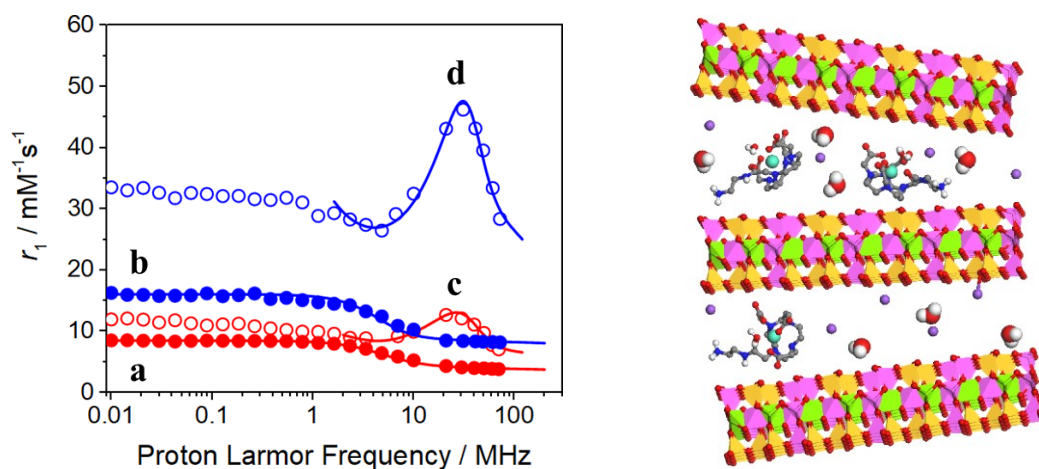 60
50
40
30
20
10
0
r₁ / mM⁻¹s⁻¹
d
b
c
a
0.01 0.1 1 10 100
Proton Larmor Frequency / MHz